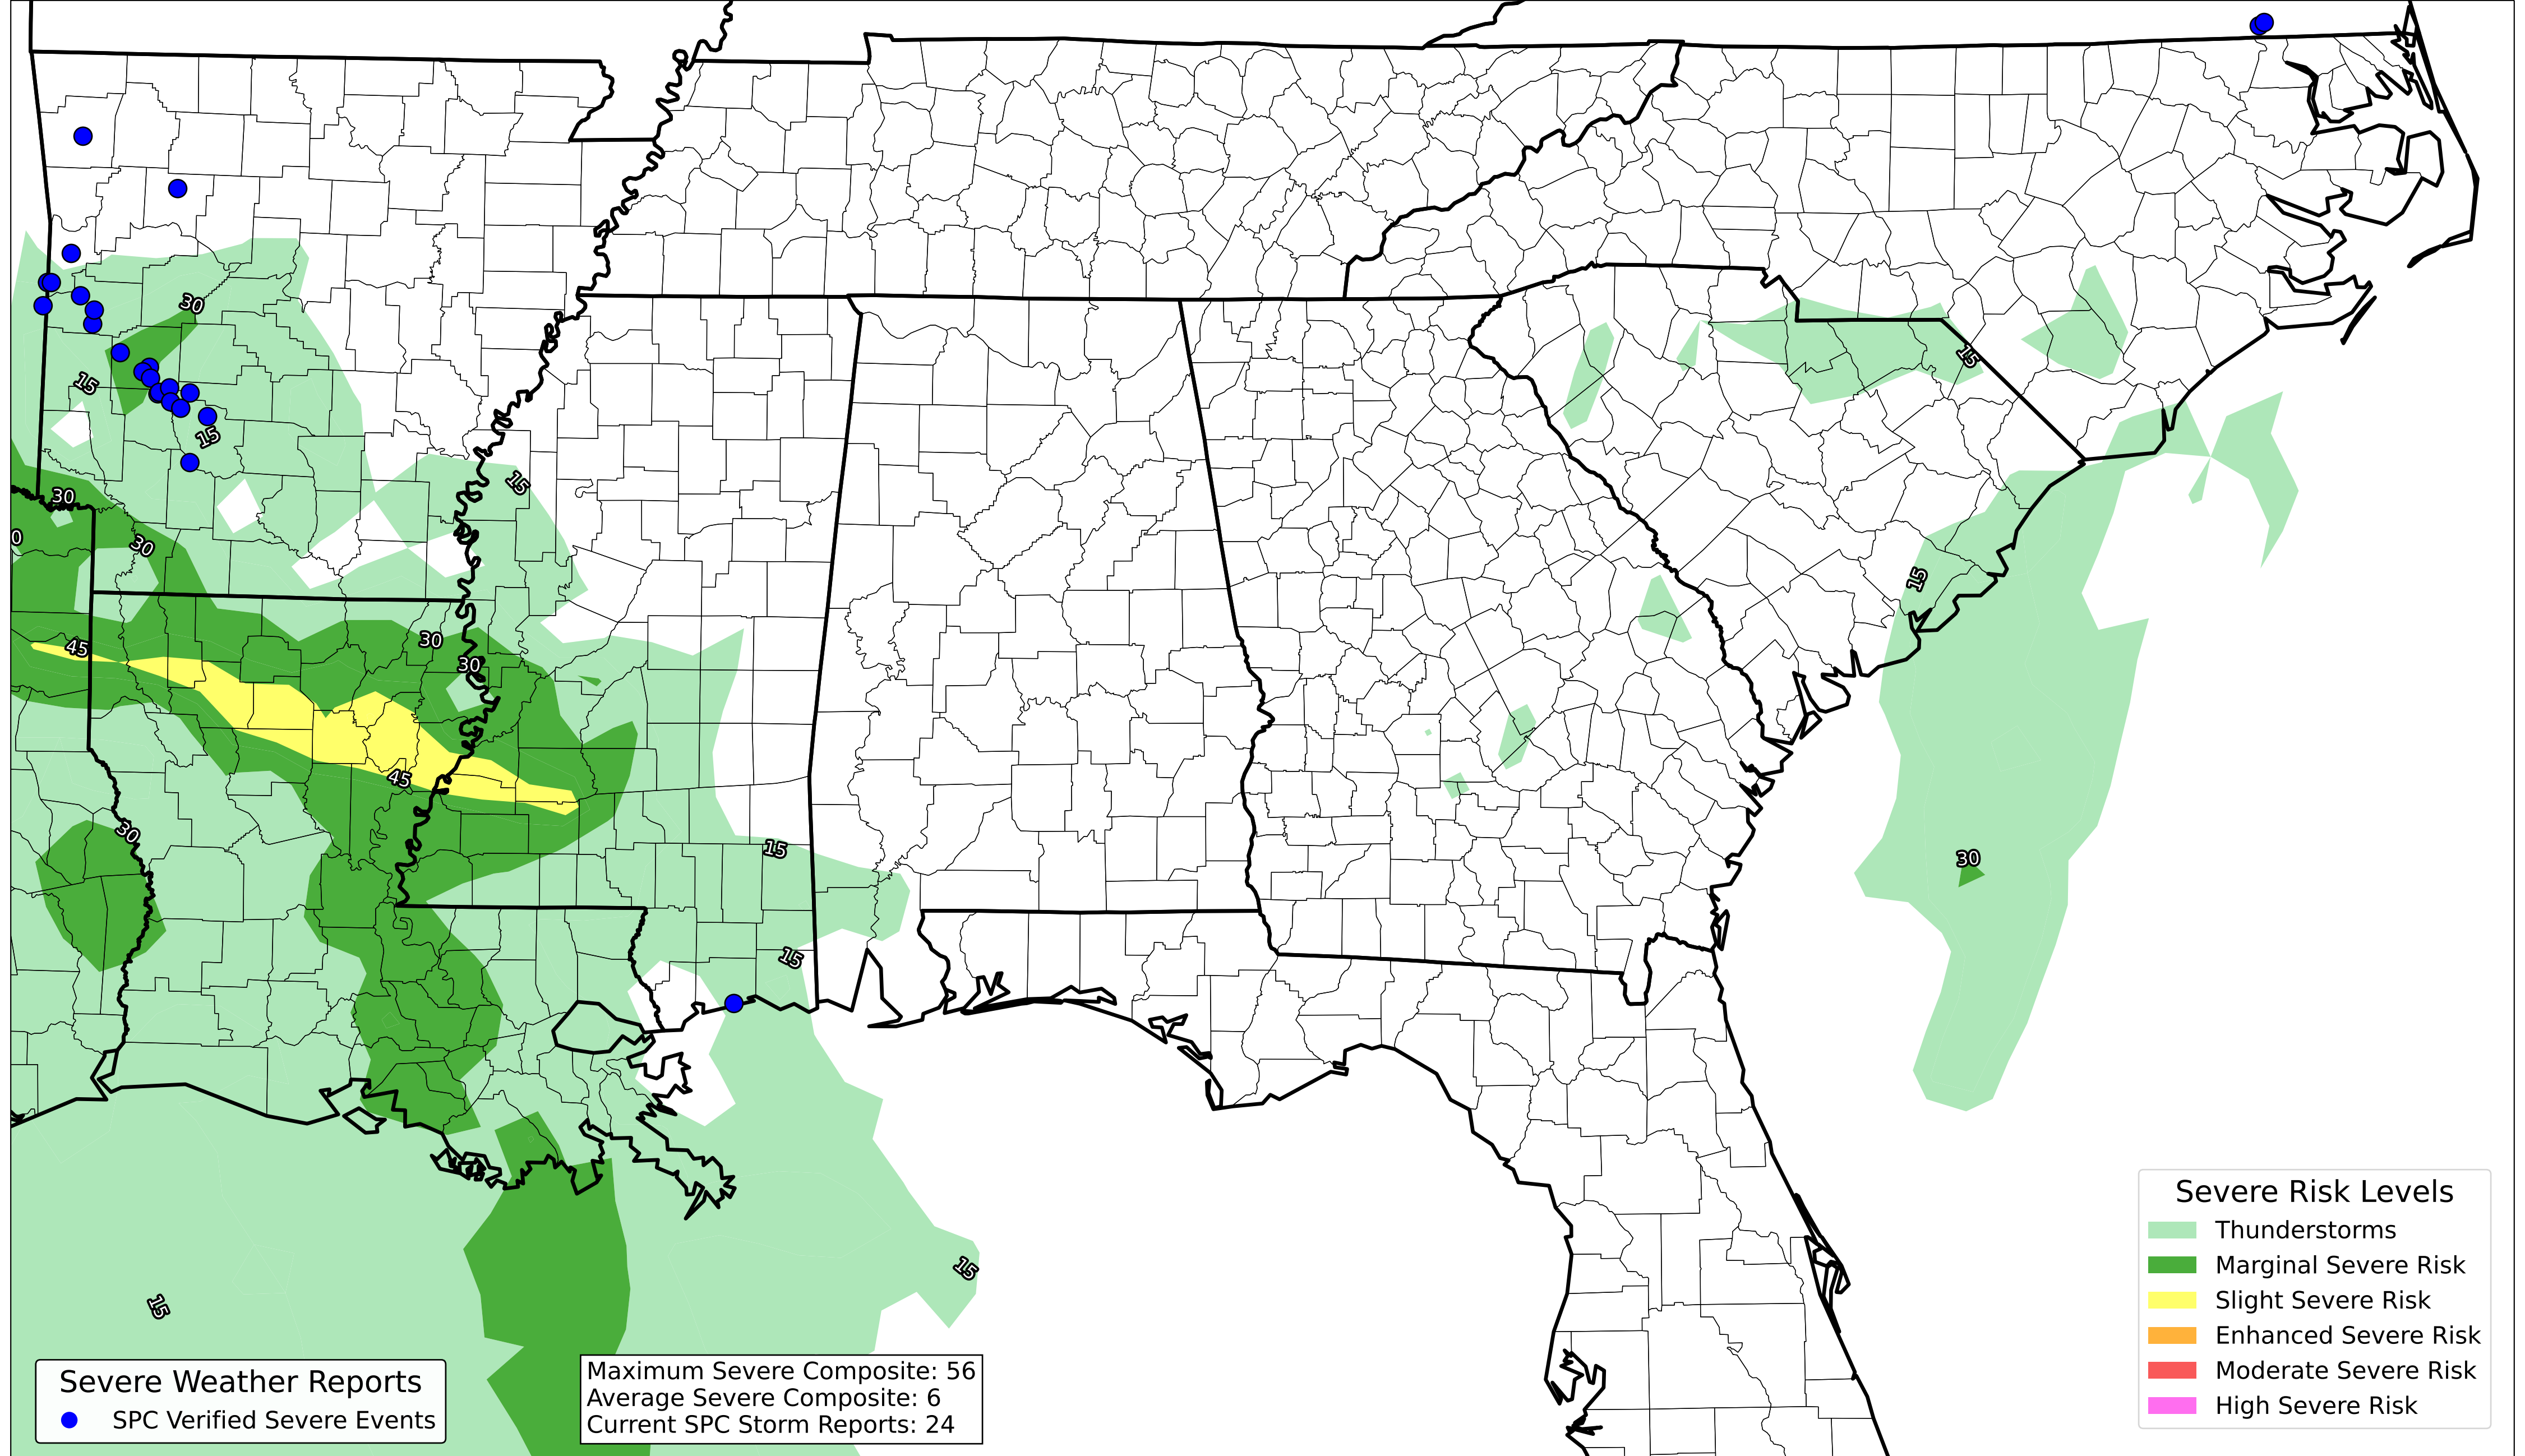 30
15
15
15
30
0
30
45
30
30
45
30
15
15
15
15
15
15
30
Severe Weather Reports
SPC Verified Severe Events
Maximum Severe Composite: 56
Average Severe Composite: 6
Current SPC Storm Reports: 24
Severe Risk Levels
Thunderstorms
Marginal Severe Risk
Slight Severe Risk
Enhanced Severe Risk
Moderate Severe Risk
High Severe Risk